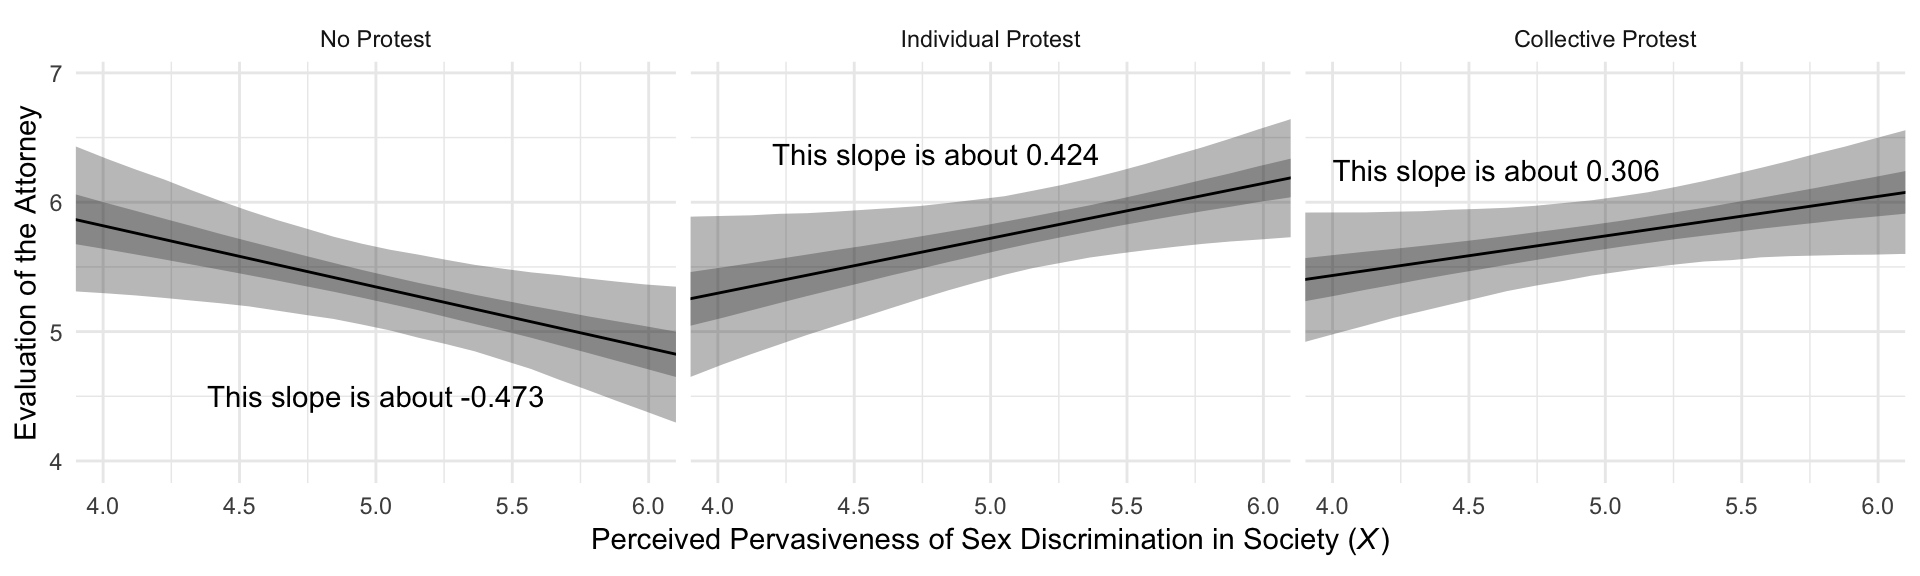 No Protest
Individual Protest
Collective Protest
Evaluation of the Attorney
7
6
5
4
This slope is about -0.473
This slope is about 0.424
This slope is about 0.306
4.0 4.5 5.0 5.5 6.0
4.0 4.5 5.0 5.5 6.0
4.0 4.5 5.0 5.5 6.0
Perceived Pervasiveness of Sex Discrimination in Society (X)